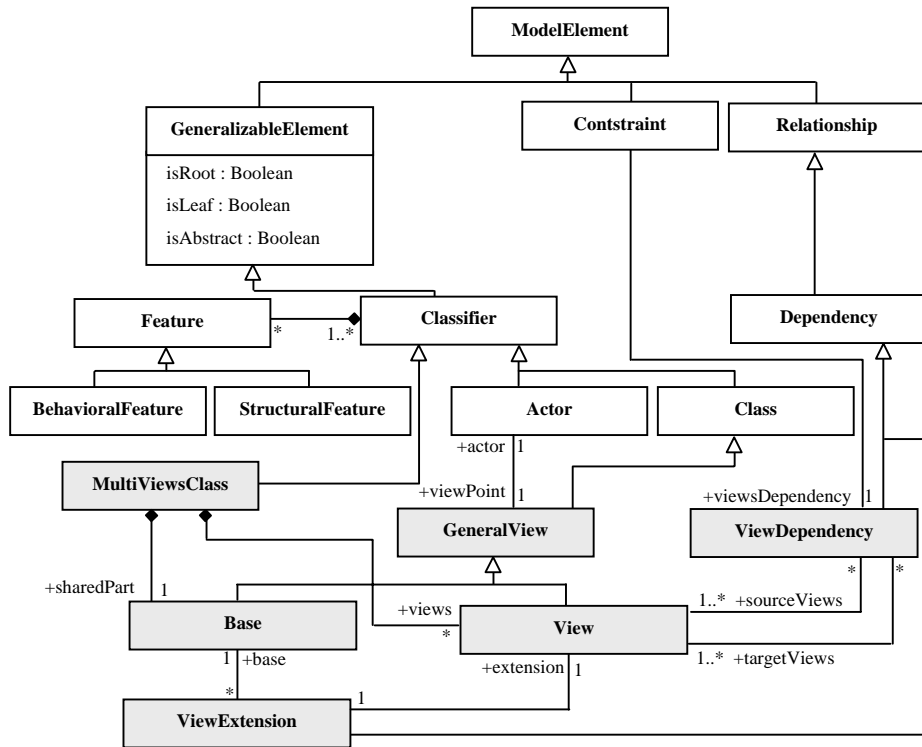 ModelElement
GeneralizableElement
Contstraint
Relationship
isRoot : Boolean
isLeaf : Boolean
isAbstract : Boolean
Feature
*
1..*
Classifier
Dependency
BehavioralFeature
StructuralFeature
Actor
Class
+actor
1
MultiViewsClass
+viewPoint
1
+viewsDependency
1
GeneralView
ViewDependency
*
*
+sharedPart
1
+views
*
1..*
+sourceViews
Base
View
1
+base
+extension
1
1..*
+targetViews
*
1
ViewExtension